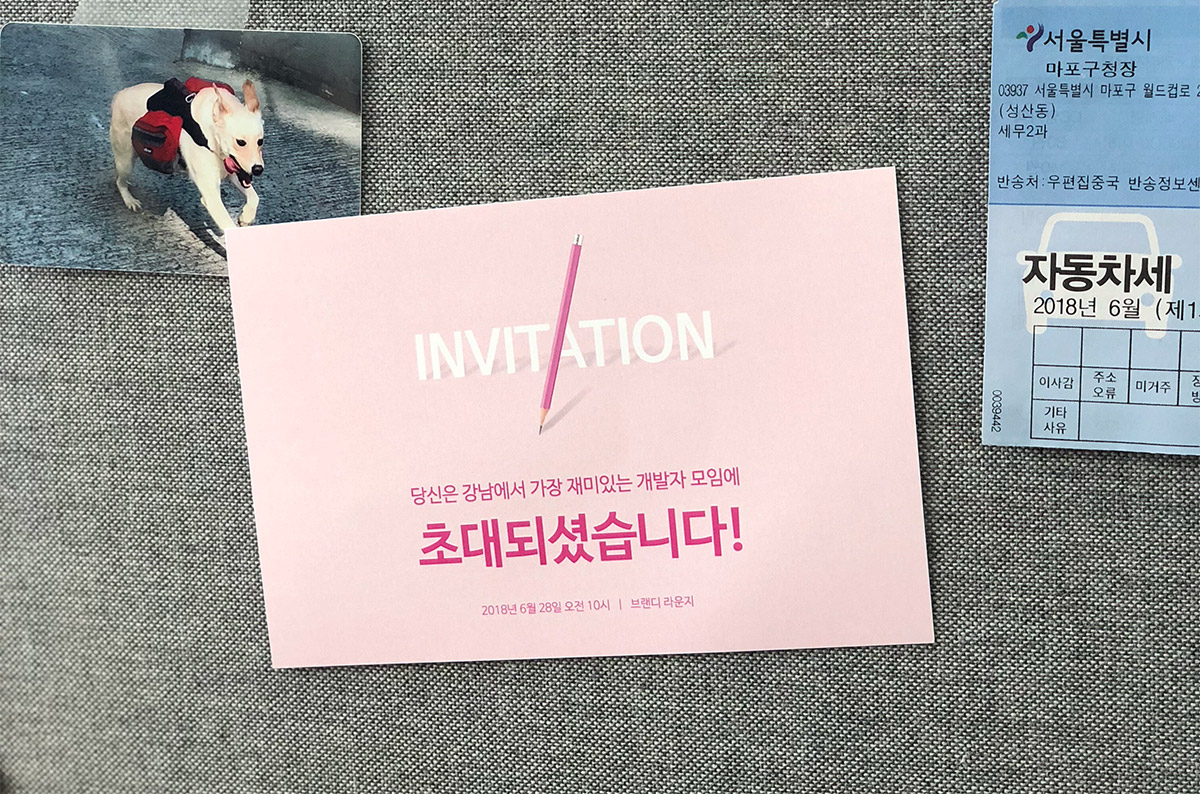 INVITATION
당신은 강남에서 가장 재미있는 개발자 모임에
초대되셨습니다!
2018년 6월 28일 오전 10시 | 브랜디 라운지
서울특별시
마포구청장
03937 서울특별시 마포구 월드컵로
(성산동)
세무2과
반송처:우편집중국 반송정보센
자동차세
2018년 6월 (제1
이사감 주소오류 미거주
기타사유
0039442